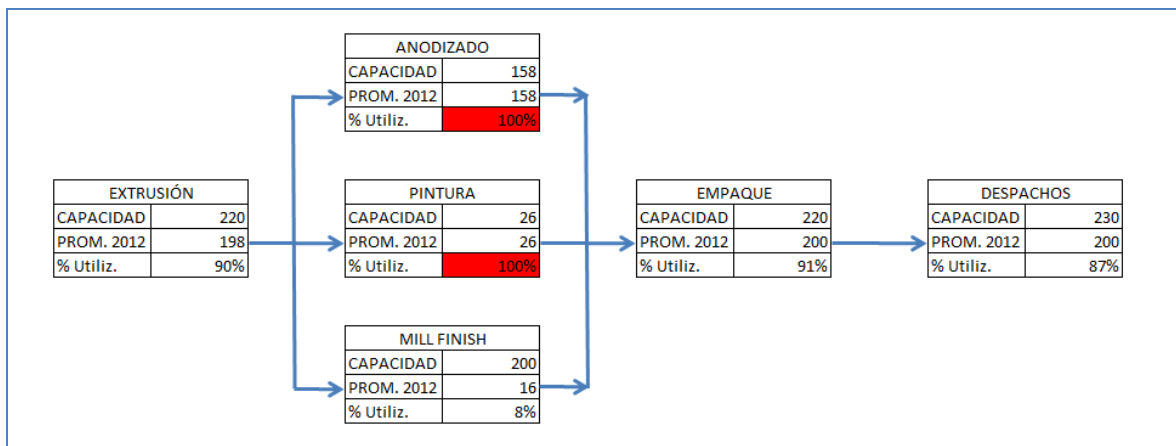 ANODIZADO
CAPACIDAD 158
PROM. 2012 158
% Utiliz. 100%
EXTRUSIÓN
CAPACIDAD 220
PROM. 2012 198
% Utiliz. 90%
PINTURA
CAPACIDAD 26
PROM. 2012 26
% Utiliz. 100%
EMPAQUE
CAPACIDAD 220
PROM. 2012 200
% Utiliz. 91%
DESPACHOS
CAPACIDAD 230
PROM. 2012 200
% Utiliz. 87%
MILL FINISH
CAPACIDAD 200
PROM. 2012 16
% Utiliz. 8%